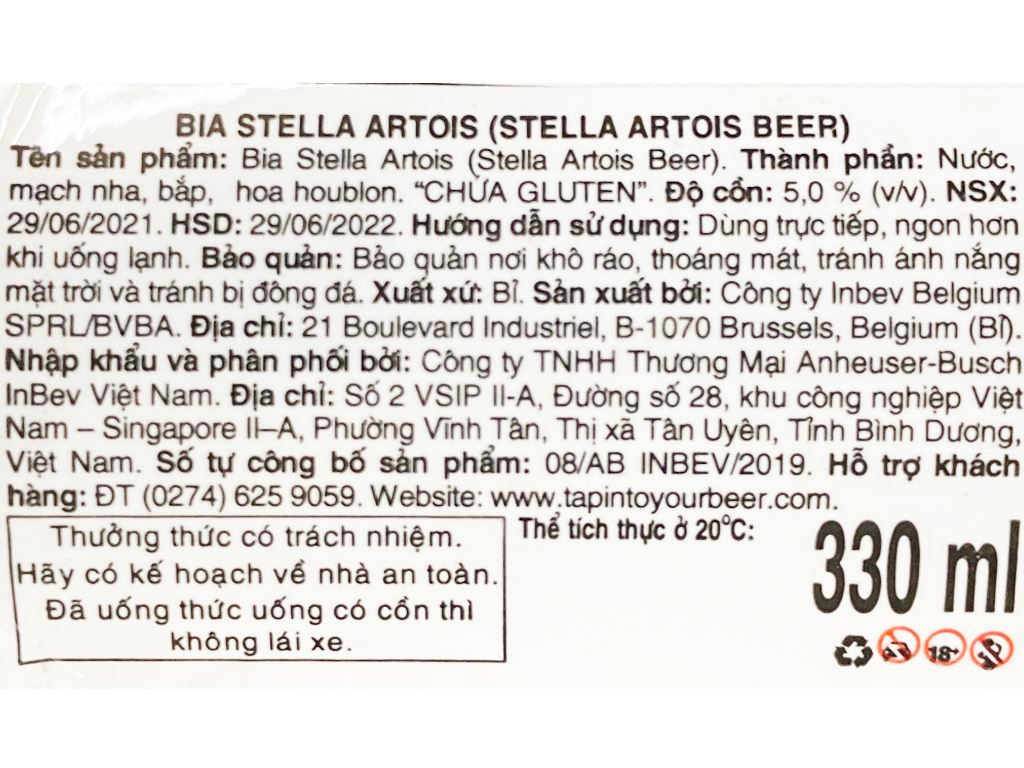 BIA STELLA ARTOIS (STELLA ARTOIS BEER)
Tên sản phẩm: Bia Stella Artois (Stella Artois Beer). Thành phần: Nước,
mạch nha, bắp, hoa houblon. “CHỨA GLUTEN”. Độ cồn: 5,0 % (v/v). NSX:
29/06/2021. HSD: 29/06/2022. Hướng dẫn sử dụng: Dùng trực tiếp, ngon hơn
khi uống lạnh. Bảo quản: Bảo quản nơi khô ráo, thoáng mát, tránh ánh nắng
mặt trời và tránh bị đông đá. Xuất xứ: Bỉ. Sản xuất bởi: Công ty Inbev Belgium
SPRL/BVBA. Địa chỉ: 21 Boulevard Industriel, B-1070 Brussels, Belgium (Bỉ).
Nhập khẩu và phân phối bởi: Công ty TNHH Thương Mại Anheuser-Busch
InBev Việt Nam. Địa chỉ: Số 2 VSIP II-A, Đường số 28, khu công nghiệp Việt
Nam – Singapore II–A, Phường Vĩnh Tân, Thị xã Tân Uyên, Tỉnh Bình Dương,
Việt Nam. Số tự công bố sản phẩm: 08/AB INBEV/2019. Hỗ trợ khách
hàng: ĐT (0274) 625 9059. Website: www.tapintoyourbeer.com.
Thưởng thức có trách nhiệm.
Hãy có kế hoạch về nhà an toàn.
Đã uống thức uống có cồn thì
không lái xe.
Thể tích thực ở 20°C:
330 ml
18+